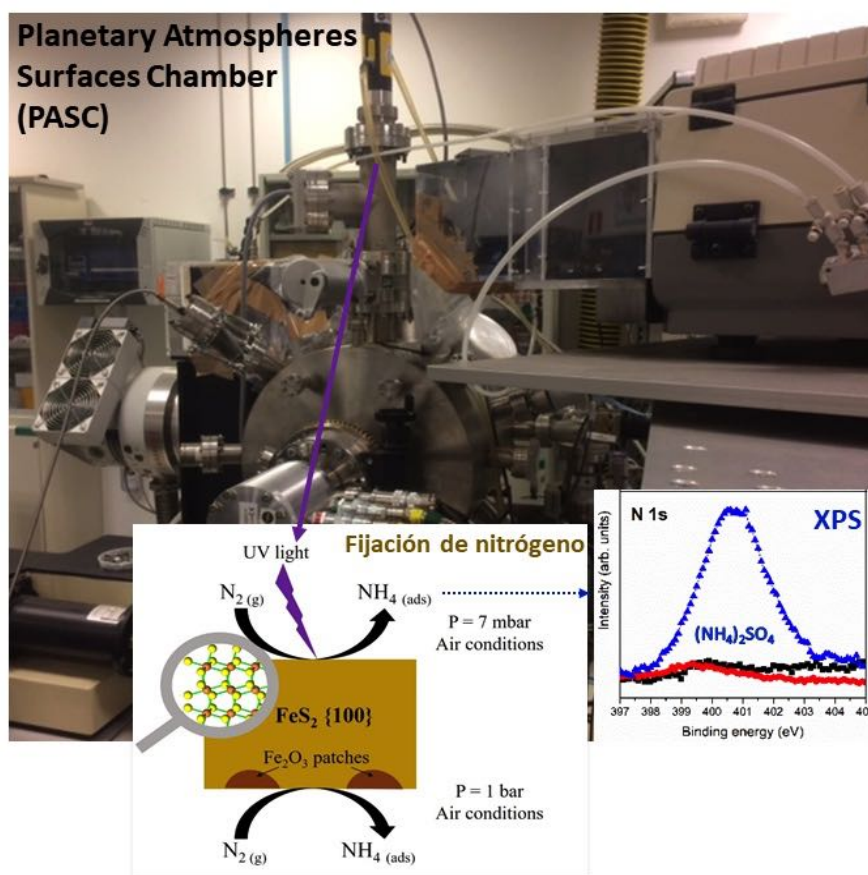 Planetary Atmospheres
Surfaces Chamber
(PASC)
UV light
Fijación de nitrógeno
N₂ (g)
NH₄ (ads)
P = 7 mbar
Air conditions
FeS₂ {100}
Fe₂O₃ patches
P = 1 bar
Air conditions
N₂ (g)
NH₄ (ads)
N 1s
XPS
Intensity (arb. units)
(NH₄)₂SO₄
397 398 399 400 401 402 403 404 40
Binding energy (eV)